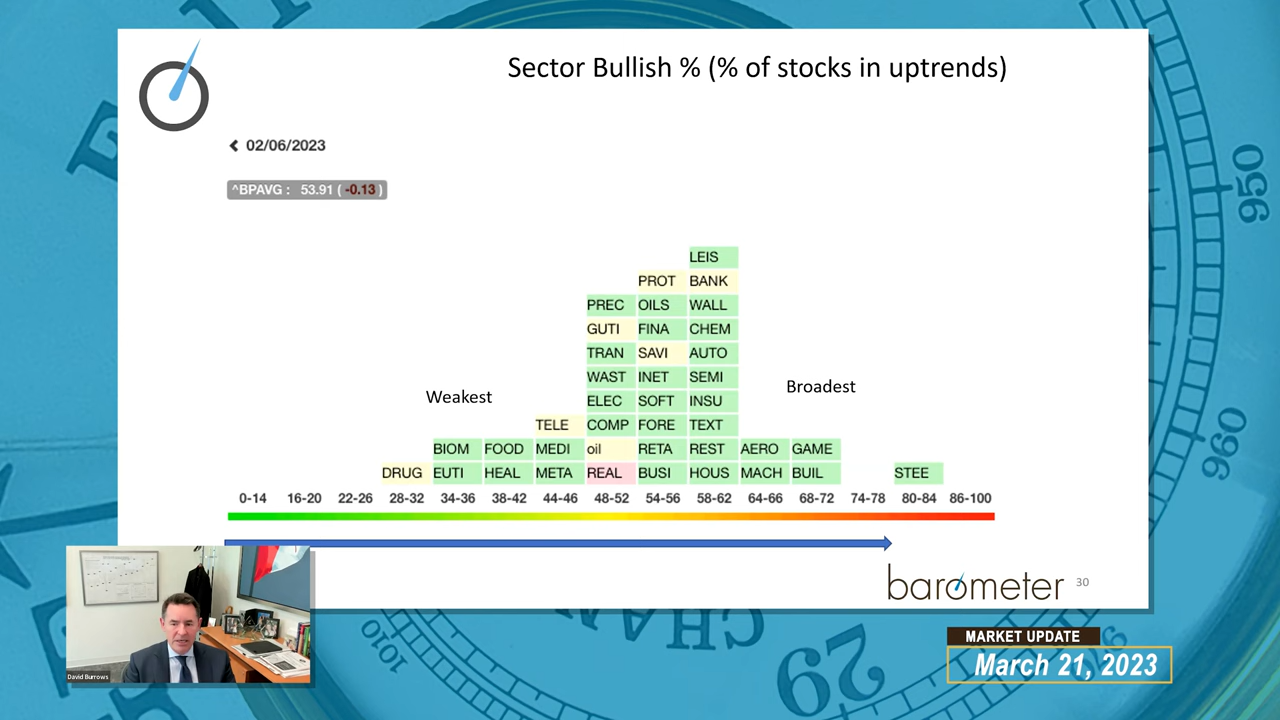 Sector Bullish % (% of stocks in uptrends)
< 02/06/2023
^BPAVG : 53.91 ( -0.13 )
LEIS
PROT BANK
PREC OILS WALL
GUTI FINA CHEM
TRAN SAVI AUTO
WAST INET SEMI
Weakest
Broadest
ELEC SOFT INSU
TELE COMP FORE TEXT
BIOM FOOD MEDI oil RETA REST AERO GAME
DRUG EUTI HEAL META REAL BUSI HOUS MACH BUIL STEE
0-14 16-20 22-26 28-32 34-36 38-42 44-46 48-52 54-56 58-62 64-66 68-72 74-78 80-84 86-100
barometer
30
MARKET UPDATE
March 21, 2023
David Burrows
950
960
1010
29
CHAM